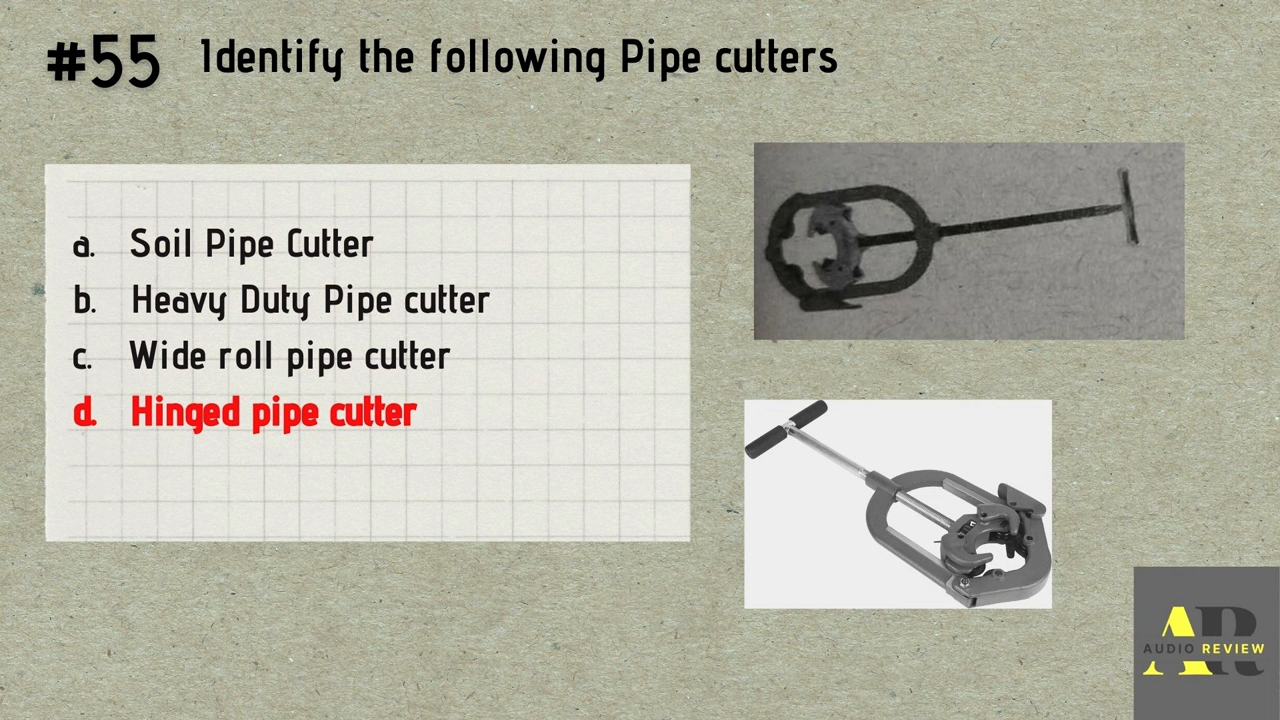 #55 Identify the following Pipe cutters
a. Soil Pipe Cutter
b. Heavy Duty Pipe cutter
c. Wide roll pipe cutter
d. Hinged pipe cutter
AR
AUDIO REVIEW